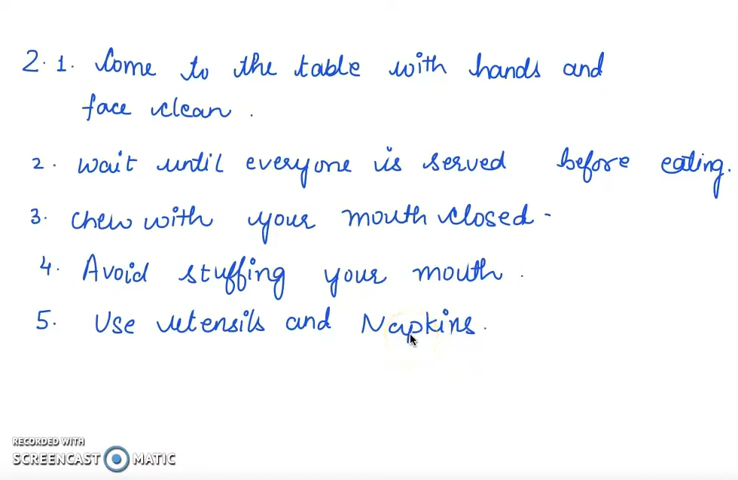 2. 1. Come to the table with hands and
face clean.
2. wait until everyone is served before eating.
3. chew with your mouth closed -
4. Avoid stuffing your mouth.
5. Use utensils and Napkins.
RECORDED WITH
SCREENCAST MATIC